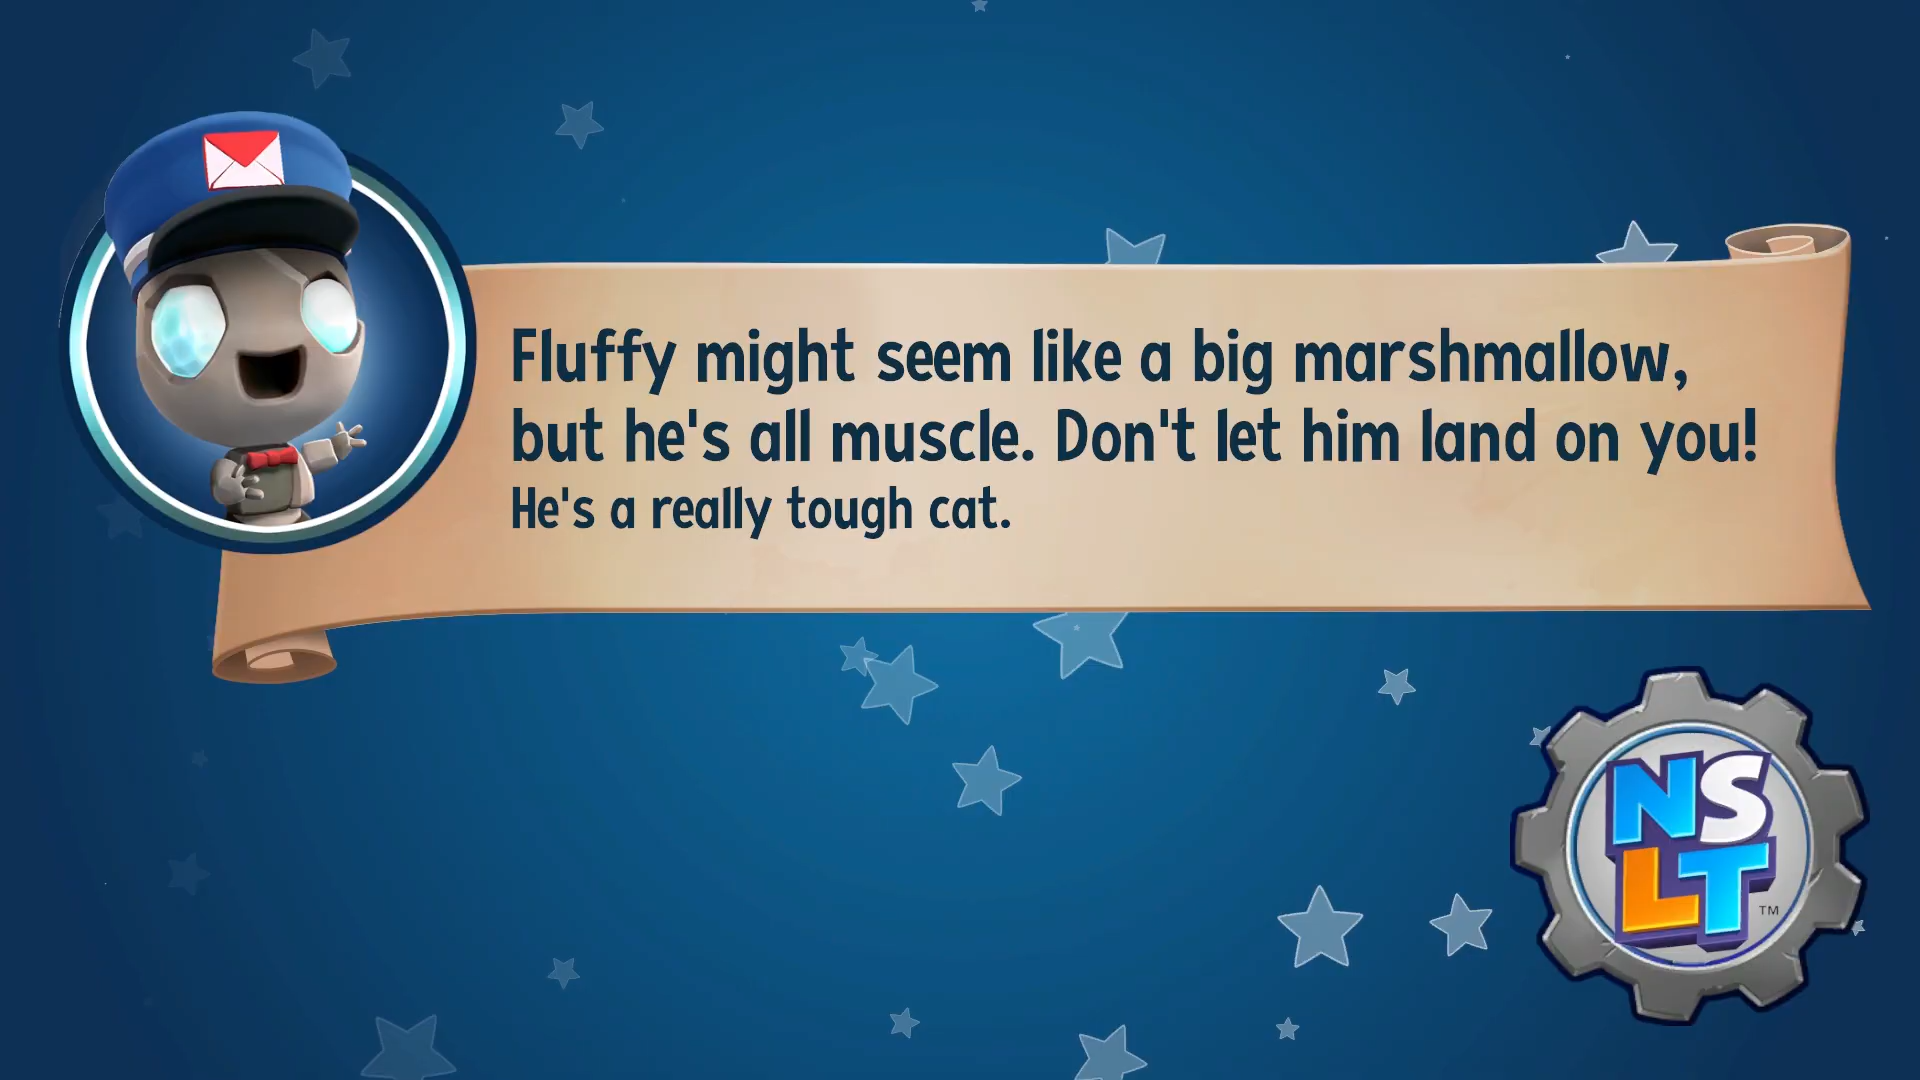 Fluffy might seem like a big marshmallow,
but he's all muscle. Don't let him land on you!
He's a really tough cat.
NS
LT
TM